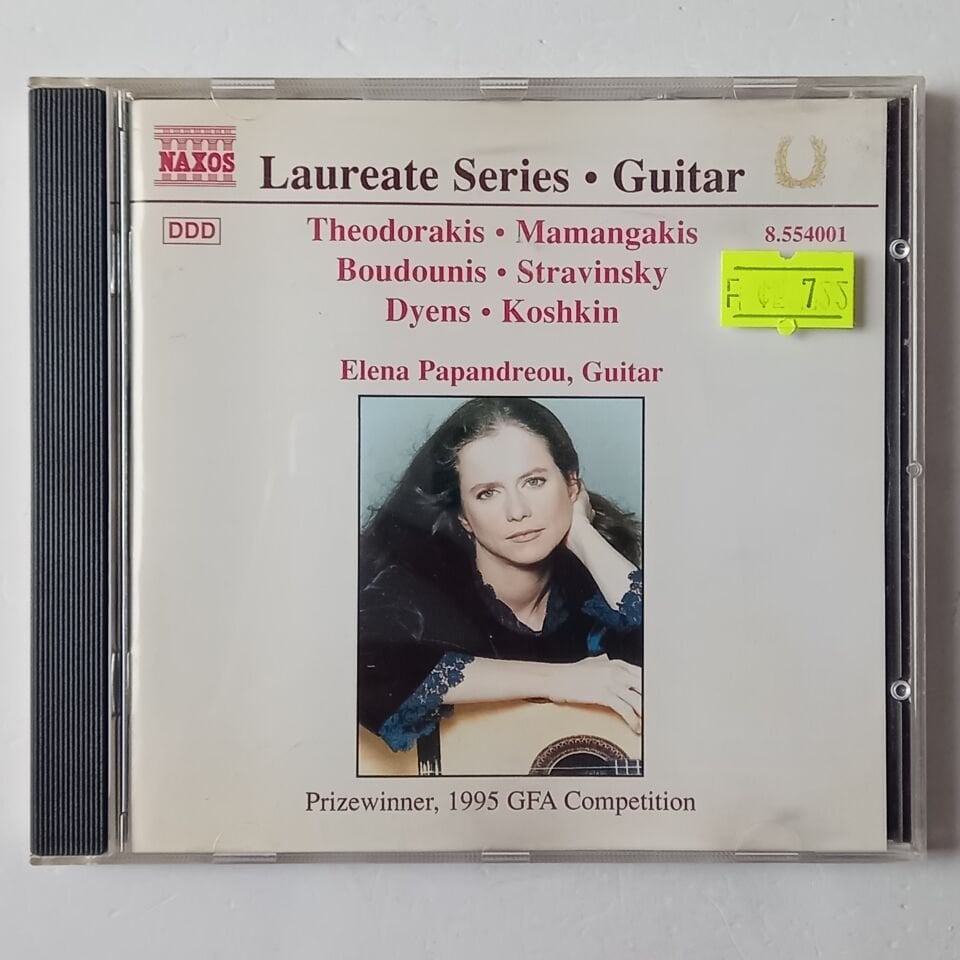 NAXOS
Laureate Series • Guitar
DDD
Theodorakis • Mamangakis
8.554001
Boudounis • Stravinsky
Dyens • Koshkin
Elena Papandreou, Guitar
Prizewinner, 1995 GFA Competition